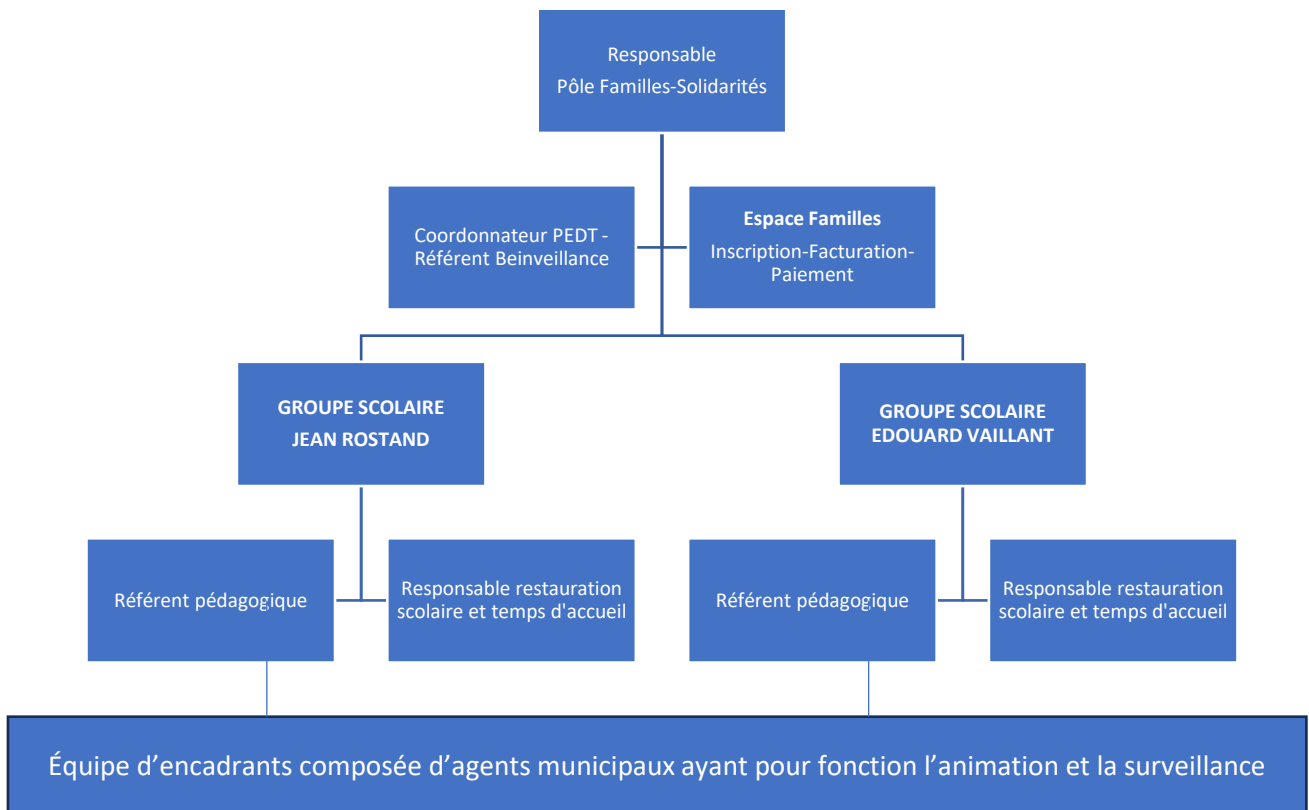 Responsable
Pôle Familles-Solidarités
Coordonnateur PEDT -
Référent Beinveillance
Espace Familles
Inscription-Facturation-
Paiement
GROUPE SCOLAIRE
JEAN ROSTAND
GROUPE SCOLAIRE
EDOUARD VAILLANT
Référent pédagogique
Responsable restauration
scolaire et temps d'accueil
Référent pédagogique
Responsable restauration
scolaire et temps d'accueil
Équipe d’encadrants composée d’agents municipaux ayant pour fonction l’animation et la surveillance